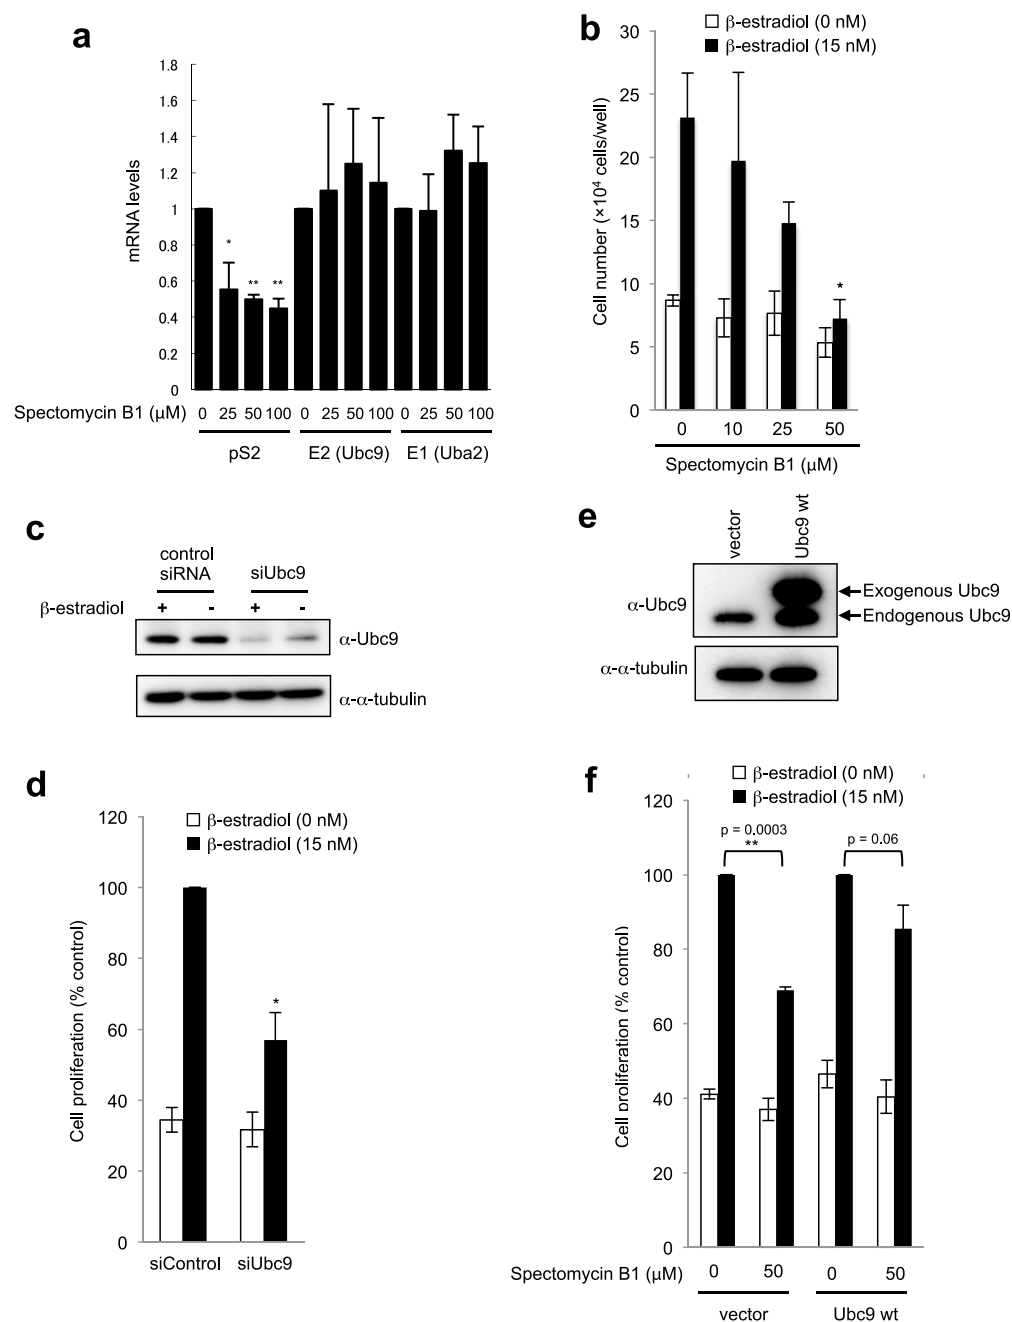 a
1.8
1.6
1.4
1.2
1
0.8
0.6
0.4
0.2
0
mRNA levels
*
**
**
Spectomycin B1 (μM) 0 25 50 100 0 25 50 100 0 25 50 100
pS2 E2 (Ubc9) E1 (Uba2)
b
β-estradiol (0 nM)
β-estradiol (15 nM)
30
25
20
15
10
5
0
Cell number (×10⁴ cells/well)
*
0 10 25 50
Spectomycin B1 (μM)
c
control
siRNA siUbc9
β-estradiol + - + -
α-Ubc9
α-α-tubulin
e
vector Ubc9 wt
α-Ubc9
Exogenous Ubc9
Endogenous Ubc9
α-α-tubulin
d
β-estradiol (0 nM)
β-estradiol (15 nM)
120
100
80
60
40
20
0
Cell proliferation (% control)
*
siControl siUbc9
f
β-estradiol (0 nM)
β-estradiol (15 nM)
120
100
80
60
40
20
0
Cell proliferation (% control)
p = 0.0003
**
p = 0.06
Spectomycin B1 (μM) 0 50 0 50
vector Ubc9 wt